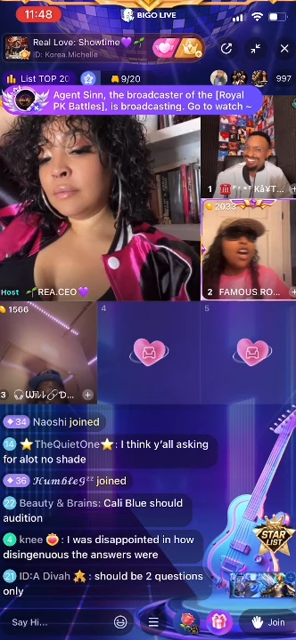 11:48
BIGO LIVE
Real Love: Showtime💜🌱
ID: Korea.Michelle
List TOP 20
9/20
997
Agent Sinn, the broadcaster of the [Royal
PK Battles], is broadcasting. Go to watch ~
1
2033
Host 🌱REA.CEO💜
2 FAMOUS RO...
1566
3
4
5
34 Naoshi joined
14 ⭐TheQuietOne⭐: I think y'all asking
for alot no shade
36 𝓗𝓾𝓶𝓫𝓵𝓮𝓖 joined
22 Beauty & Brains: Cali Blue should
audition
4 knee: I was disappointed in how
disingenuous the answers were
21 ID:A Divah: should be 2 questions
only
STAR
LIST
Say Hi...
Join